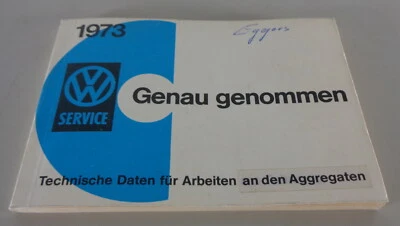 1973
Eggers
VW
SERVICE
Genau genommen
Technische Daten für Arbeiten an den Aggregaten